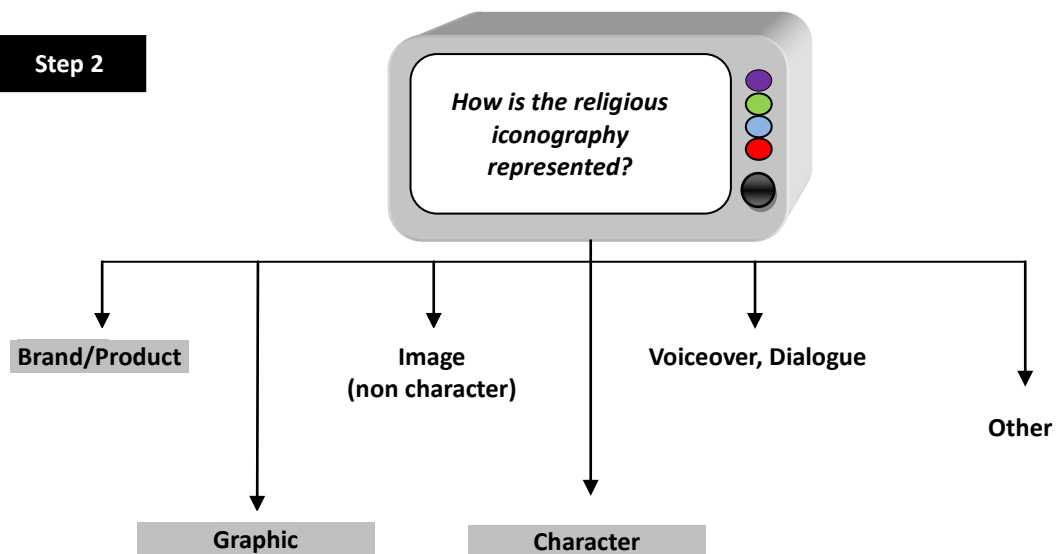 Step 2
How is the religious
iconography
represented?
Brand/Product
Image
(non character)
Voiceover, Dialogue
Other
Graphic
Character